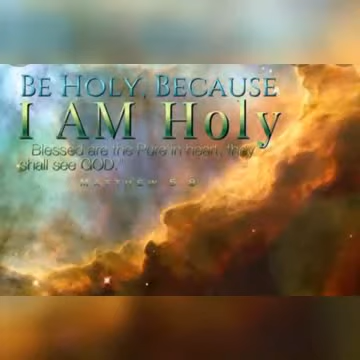 Be Holy, Because
I AM Holy
"Blessed are the Pure in heart, they
shall see GOD."
Matthew 5 8